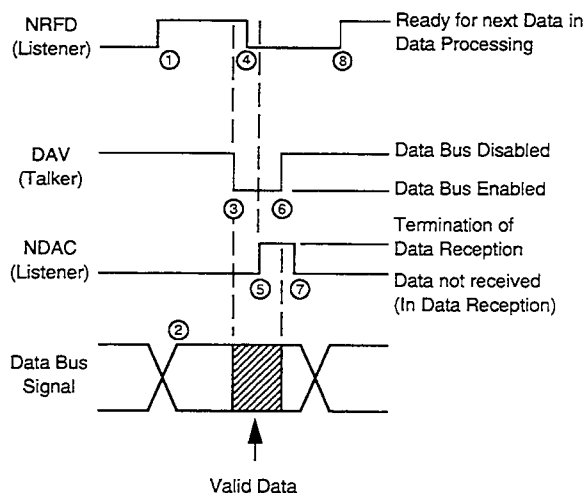 NRFD
(Listener)
① ④ ⑧
Ready for next Data in
Data Processing
DAV
(Talker)
③ ⑥
Data Bus Disabled
Data Bus Enabled
NDAC
(Listener)
⑤ ⑦
Termination of
Data Reception
Data not received
(In Data Reception)
②
Data Bus
Signal
Valid Data